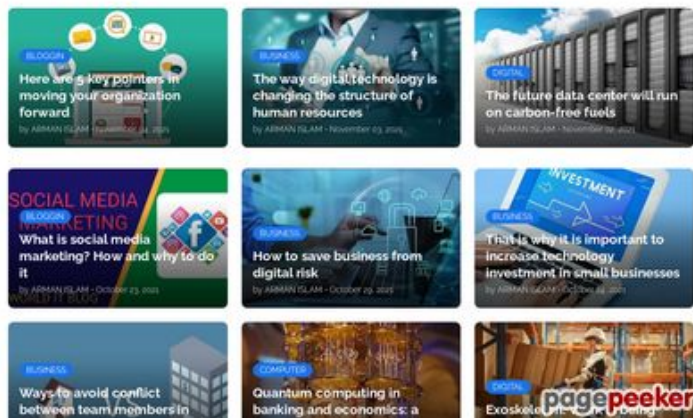 BLOGGIN
Here are 5 key pointers in
moving your organization
forward
by ARMAN ISLAM - November 04, 2021
BUSINESS
The way digital technology is
changing the structure of
human resources
by ARMAN ISLAM - November 03, 2021
DIGITAL
The future data center will run
on carbon-free fuels
by ARMAN ISLAM - November 02, 2021
SOCIAL MEDIA
MARKETING
BLOGGIN
What is social media
marketing? How and why to do
it
by ARMAN ISLAM - October 23, 2021
WORLD IT BLOG
BUSINESS
How to save business from
digital risk
by ARMAN ISLAM - October 29, 2021
INVESTMENT
BUSINESS
That is why it is important to
increase technology
investment in small businesses
by ARMAN ISLAM - October
BUSINESS
Ways to avoid conflict
between team members in
COMPUTER
Quantum computing in
banking and economics: a
DIGITAL
pagepeeker